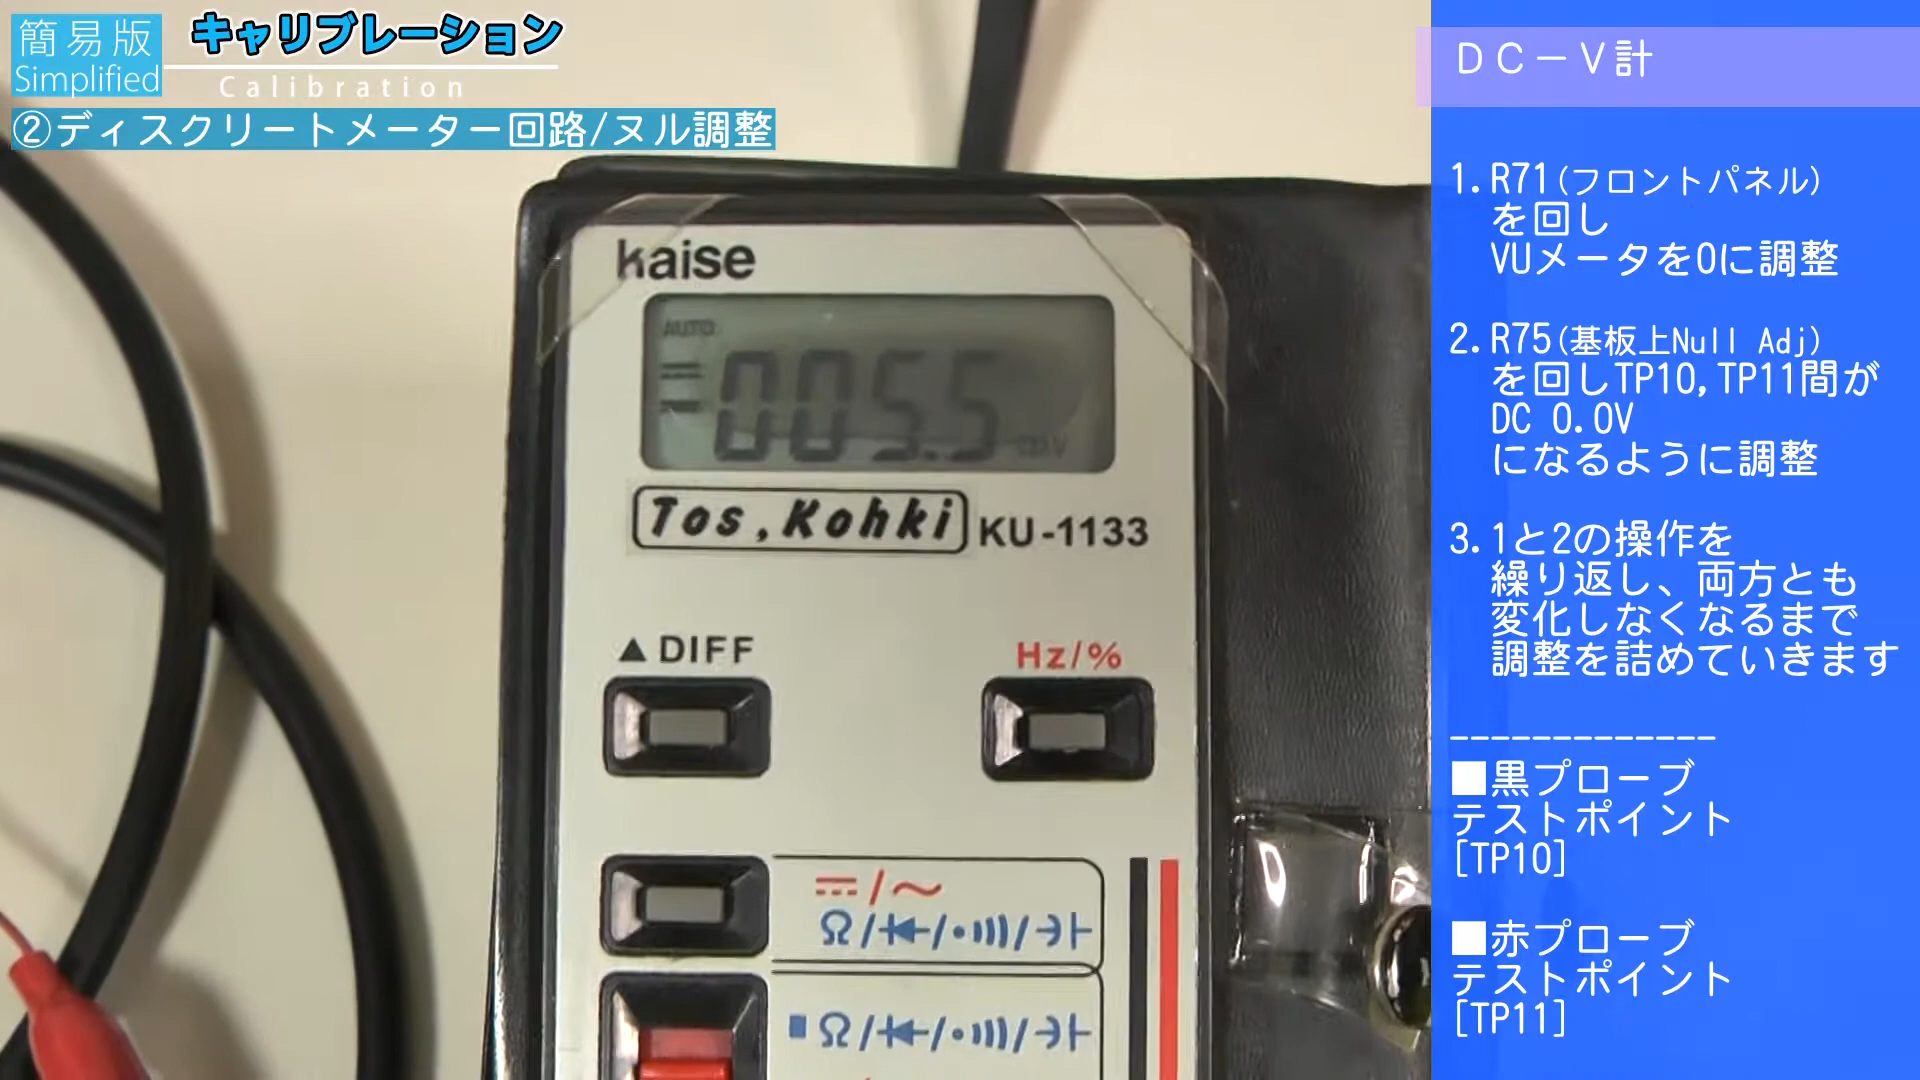 簡易版
Simplified
キャリブレーション
Calibration
②ディスクリートメーター回路/ヌル調整
kaise
AUTO
005.5
Tos,Kohki
KU-1133
▲DIFF
Hz/%
DC－V計
1.R71(フロントパネル)
を回し
VUメータを0に調整
2.R75(基板上Null Adj)
を回しTP10,TP11間が
DC 0.0V
になるように調整
3.1と2の操作を
繰り返し、両方とも
変化しなくなるまで
調整を詰めていきます
-------------
■黒プローブ
テストポイント
[TP10]
■赤プローブ
テストポイント
[TP11]